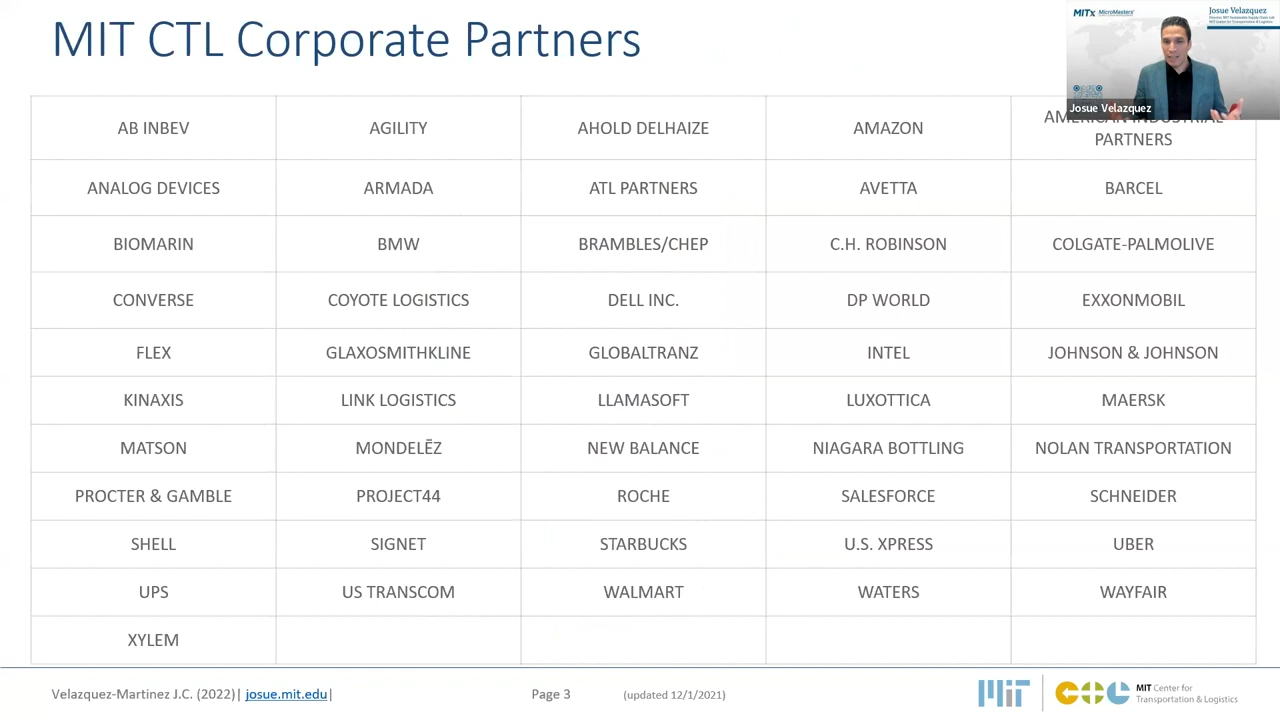 MIT CTL Corporate Partners
MITx MicroMasters
Josue Velazquez
Josue Velazquez
AB INBEV
AGILITY
AHOLD DELHAIZE
AMAZON
AMERICAN INDUSTRIAL
PARTNERS
ANALOG DEVICES
ARMADA
ATL PARTNERS
AVETTA
BARCEL
BIOMARIN
BMW
BRAMBLES/CHEP
C.H. ROBINSON
COLGATE-PALMOLIVE
CONVERSE
COYOTE LOGISTICS
DELL INC.
DP WORLD
EXXONMOBIL
FLEX
GLAXOSMITHKLINE
GLOBALTRANZ
INTEL
JOHNSON & JOHNSON
KINAXIS
LINK LOGISTICS
LLAMASOFT
LUXOTTICA
MAERSK
MATSON
MONDELĒZ
NEW BALANCE
NIAGARA BOTTLING
NOLAN TRANSPORTATION
PROCTER & GAMBLE
PROJECT44
ROCHE
SALESFORCE
SCHNEIDER
SHELL
SIGNET
STARBUCKS
U.S. XPRESS
UBER
UPS
US TRANSCOM
WALMART
WATERS
WAYFAIR
XYLEM
Velazquez-Martinez J.C. (2022)| josue.mit.edu|
Page 3
(updated 12/1/2021)
MIT
CTL
MIT Center for
Transportation & Logistics